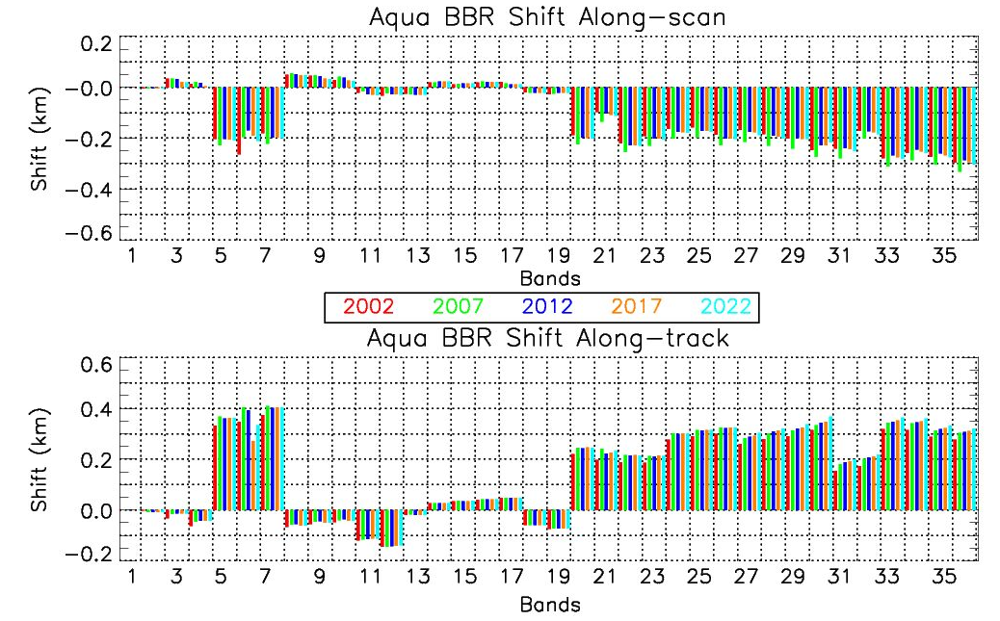 Aqua BBR Shift Along-scan
0.2
-0.0
-0.2
-0.4
-0.6
Shift (km)
1 3 5 7 9 11 13 15 17 19 21 23 25 27 29 31 33 35
Bands
2002 2007 2012 2017 2022
Aqua BBR Shift Along-track
0.6
0.4
0.2
0.0
-0.2
Shift (km)
1 3 5 7 9 11 13 15 17 19 21 23 25 27 29 31 33 35
Bands